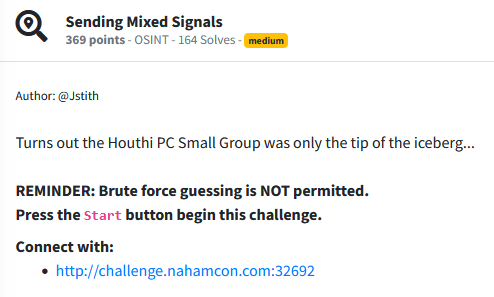 Sending Mixed Signals
369 points - OSINT - 164 Solves - medium
Author: @Jstith
Turns out the Houthi PC Small Group was only the tip of the iceberg...
REMINDER: Brute force guessing is NOT permitted.
Press the Start button begin this challenge.
Connect with:
• http://challenge.nahamcon.com:32692